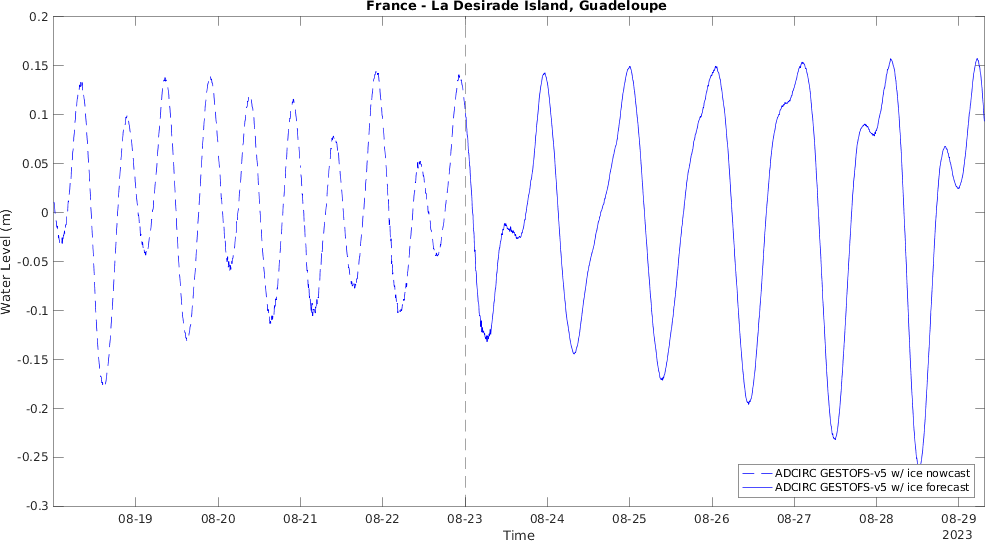 France - La Desirade Island, Guadeloupe
0.2
0.15
0.1
0.05
0
-0.05
-0.1
-0.15
-0.2
-0.25
-0.3
Water Level (m)
08-19 08-20 08-21 08-22 08-23 08-24 08-25 08-26 08-27 08-28 08-29
2023
Time
ADCIRC GESTOFS-v5 w/ ice nowcast
ADCIRC GESTOFS-v5 w/ ice forecast